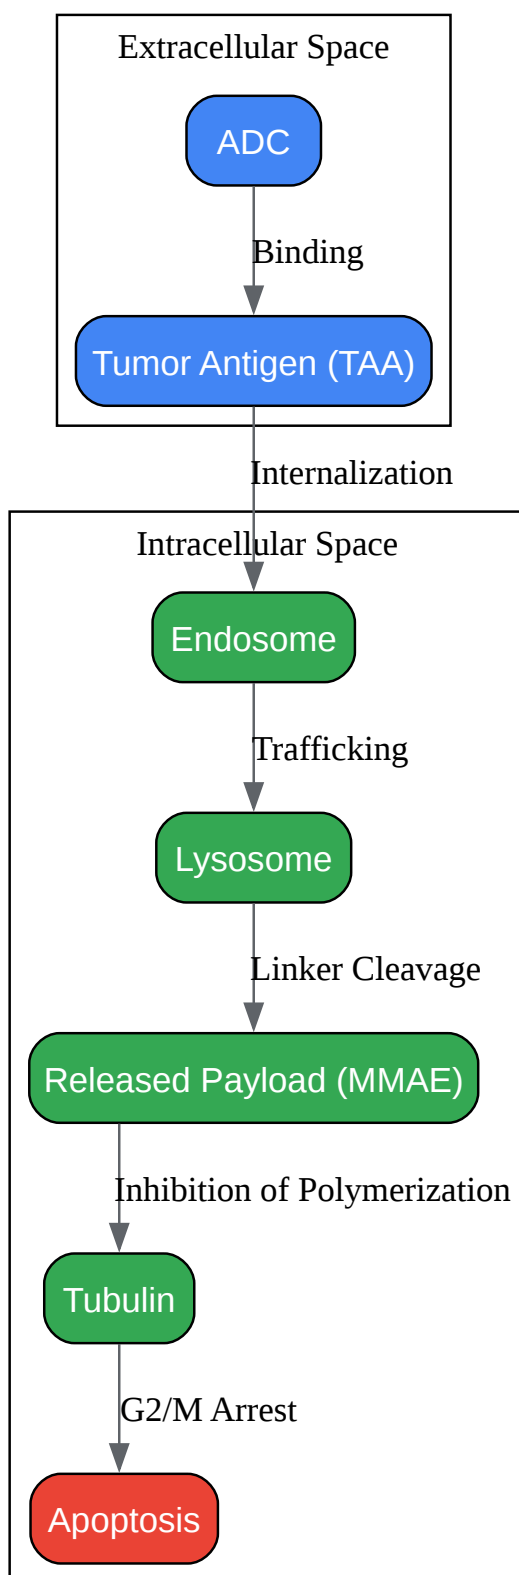 Extracellular Space
ADC
Binding
Tumor Antigen (TAA)
Internalization
Intracellular Space
Endosome
Trafficking
Lysosome
Linker Cleavage
Released Payload (MMAE)
Inhibition of Polymerization
Tubulin
G2/M Arrest
Apoptosis